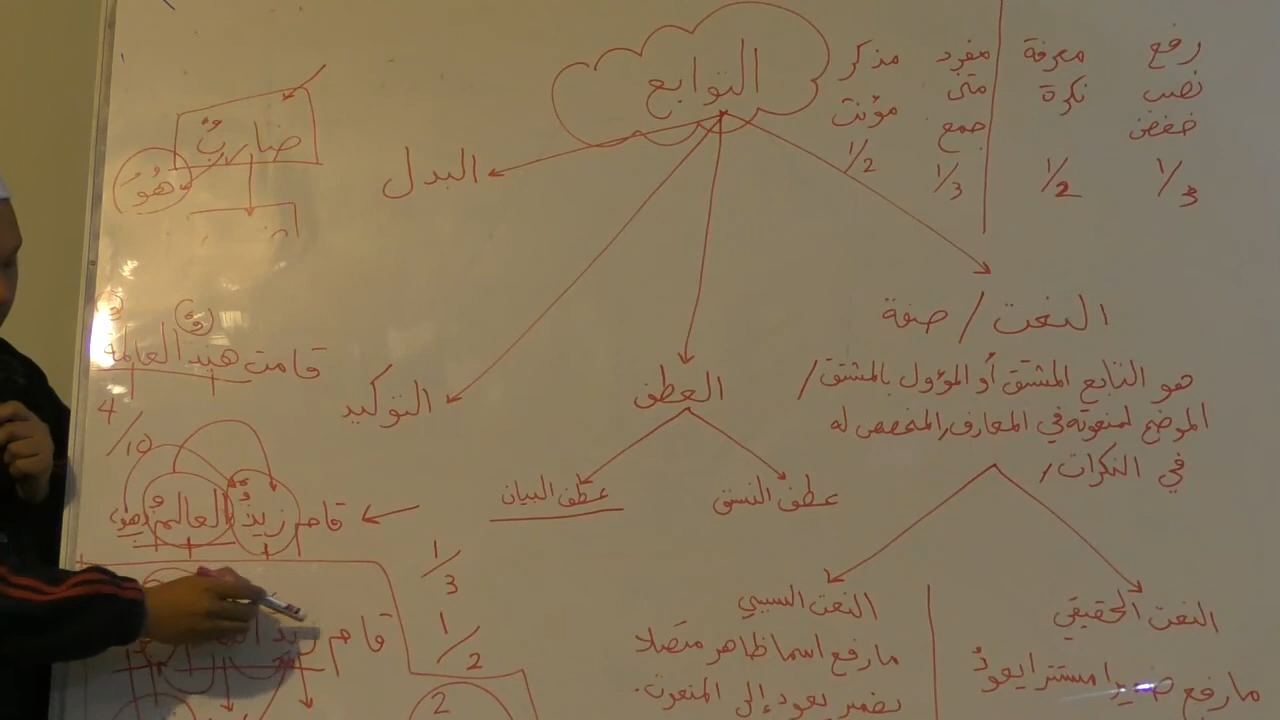 التوابع
رفع معرفة مفرد مذكر
نصب نكرة مثنى مؤنث
خفض جمع
1/3 1/2 1/3 1/2
البدل
ضاربٌ
هُوَ
النعت / صفة
هو التابع المشتق أو المؤول بالمشتق /
الموضح لمنعوته في المعارف، المخصص له
في النكرات،
العطف
التوكيد
عطف النسق
عطف البيان
قامت هند العالمة
4/10
قام زيدٌ العالمُ (هو)
1/3
1/2
2
قام زيد
النعت الحقيقي
ما رفع ضميرا مستترا يعودُ
النعت السببي
ما رفع اسما ظاهر متصلا
بضمير يعود إلى المنعوت.